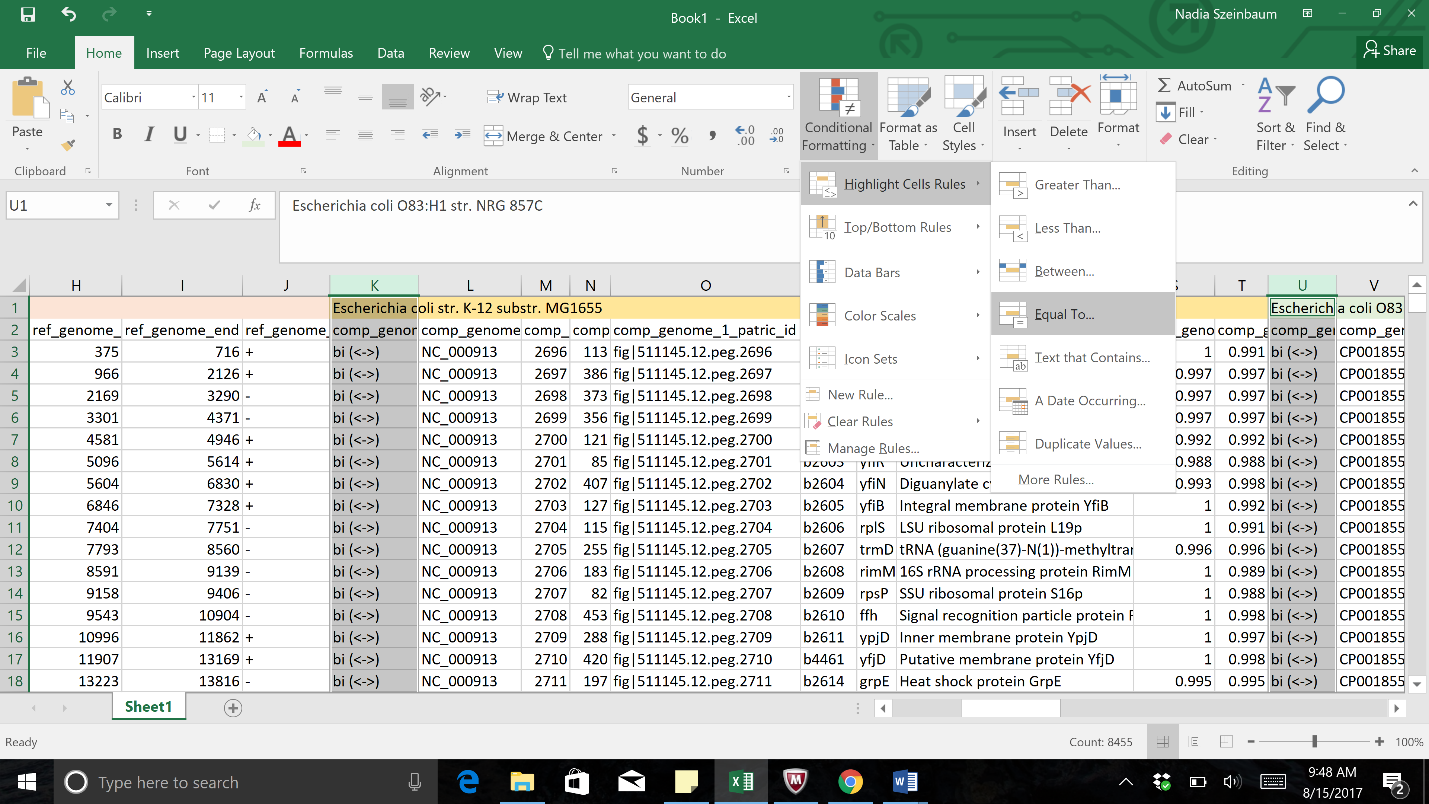 Book1 - Excel
Nadia Szeinbaum
File Home Insert Page Layout Formulas Data Review View Tell me what you want to do Share
Calibri 11 Wrap Text General
Paste
B I U Merge & Center $ % , .00 .0
Conditional Formatting
Format as Table
Cell Styles
Insert Delete Format
AutoSum
Fill
Clear
Sort & Filter
Find & Select
Clipboard Font Alignment Number Editing
U1 fx Escherichia coli O83:H1 str. NRG 857C
Highlight Cells Rules
Top/Bottom Rules
Data Bars
Color Scales
Icon Sets
New Rule...
Clear Rules
Manage Rules...
Greater Than...
Less Than...
Between...
Equal To...
Text that Contains...
A Date Occurring...
Duplicate Values...
More Rules...
H I J K L M N O T U V
1 Escherichia coli str. K-12 substr. MG1655 Escherich a coli O83
2 ref_genome_ ref_genome_end ref_genome_ comp_genor comp_genome comp_ comp comp_genome_1_patric_id _geno comp_g comp_ger comp_ger
3 375 716 + bi (<->) NC_000913 2696 113 fig|511145.12.peg.2696 1 0.991 bi (<->) CP001855
4 966 2126 + bi (<->) NC_000913 2697 386 fig|511145.12.peg.2697 0.997 0.997 bi (<->) CP001855
5 2169 3290 - bi (<->) NC_000913 2698 373 fig|511145.12.peg.2698 0.997 0.997 bi (<->) CP001855
6 3301 4371 - bi (<->) NC_000913 2699 356 fig|511145.12.peg.2699 1 0.997 bi (<->) CP001855
7 4581 4946 + bi (<->) NC_000913 2700 121 fig|511145.12.peg.2700 0.992 0.992 bi (<->) CP001855
8 5096 5614 + bi (<->) NC_000913 2701 85 fig|511145.12.peg.2701 b2603 yfiR Uncharacteriz 0.988 0.988 bi (<->) CP001855
9 5604 6830 + bi (<->) NC_000913 2702 407 fig|511145.12.peg.2702 b2604 yfiN Diguanylate c 0.993 0.998 bi (<->) CP001855
10 6846 7328 + bi (<->) NC_000913 2703 127 fig|511145.12.peg.2703 b2605 yfiB Integral membrane protein YfiB 1 0.992 bi (<->) CP001855
11 7404 7751 - bi (<->) NC_000913 2704 115 fig|511145.12.peg.2704 b2606 rplS LSU ribosomal protein L19p 1 0.991 bi (<->) CP001855
12 7793 8560 - bi (<->) NC_000913 2705 255 fig|511145.12.peg.2705 b2607 trmD tRNA (guanine(37)-N(1))-methyltrar 0.996 0.996 bi (<->) CP001855
13 8591 9139 - bi (<->) NC_000913 2706 183 fig|511145.12.peg.2706 b2608 rimM 16S rRNA processing protein RimM 1 0.989 bi (<->) CP001855
14 9158 9406 - bi (<->) NC_000913 2707 82 fig|511145.12.peg.2707 b2609 rpsP SSU ribosomal protein S16p 1 0.988 bi (<->) CP001855
15 9543 10904 - bi (<->) NC_000913 2708 453 fig|511145.12.peg.2708 b2610 ffh Signal recognition particle protein F 1 0.998 bi (<->) CP001855
16 10996 11862 + bi (<->) NC_000913 2709 288 fig|511145.12.peg.2709 b2611 ypjD Inner membrane protein YpjD 1 0.997 bi (<->) CP001855
17 11907 13169 + bi (<->) NC_000913 2710 420 fig|511145.12.peg.2710 b4461 yfjD Putative membrane protein YfjD 1 0.998 bi (<->) CP001855
18 13223 13816 - bi (<->) NC_000913 2711 197 fig|511145.12.peg.2711 b2614 grpE Heat shock protein GrpE 0.995 0.995 bi (<->) CP001855
Sheet1
Ready Count: 8455 100%
Type here to search
9:48 AM
8/15/2017
2